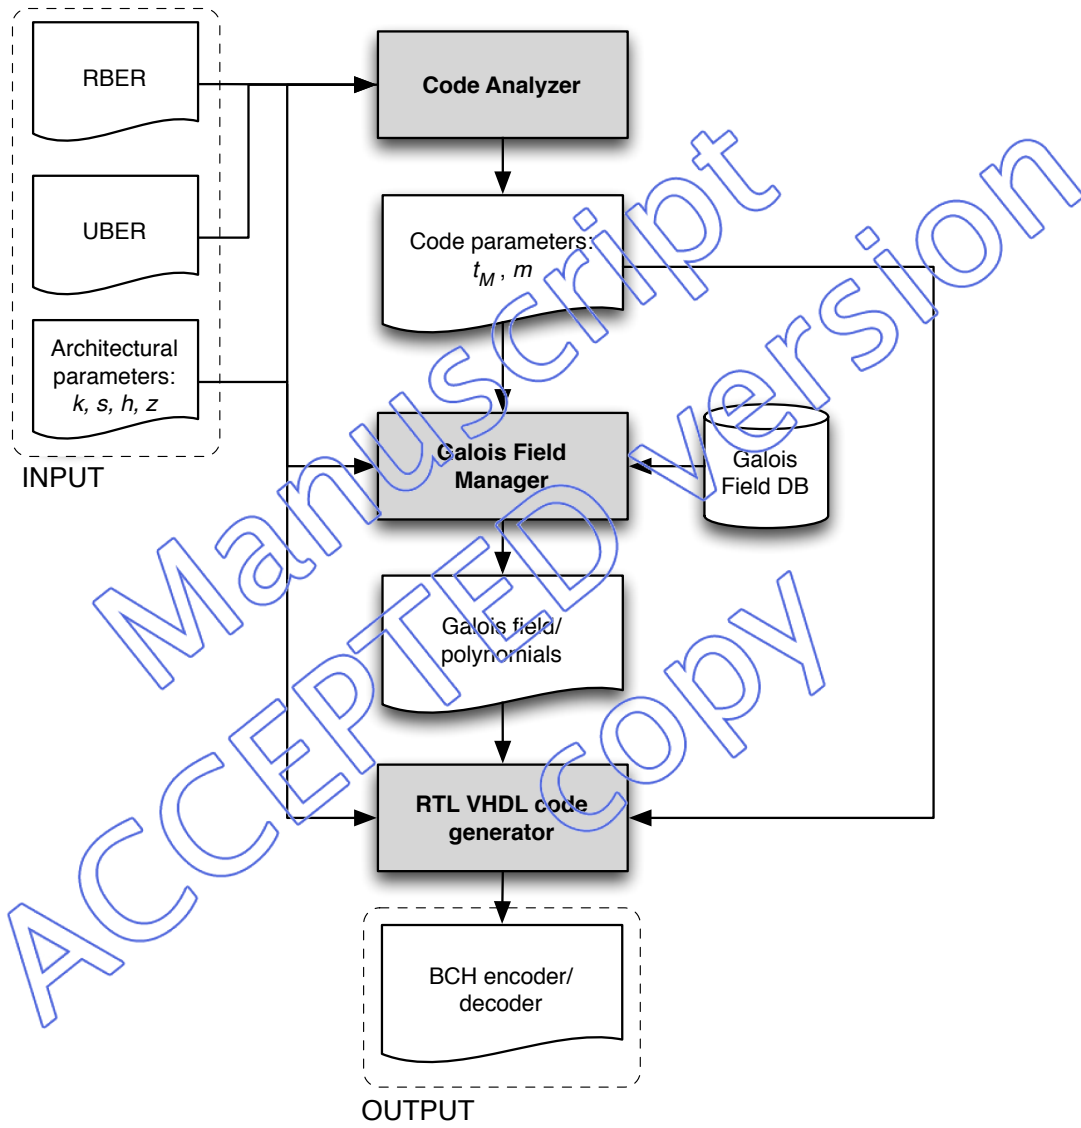 RBER
Code Analyzer
UBER
Code parameters:
t_M , m
Architectural
parameters:
k, s, h, z
INPUT
Galois Field
Manager
Galois
Field DB
Galois field/
polynomials
RTL VHDL code
generator
BCH encoder/
decoder
OUTPUT
Manuscript
ACCEPTED version
copy